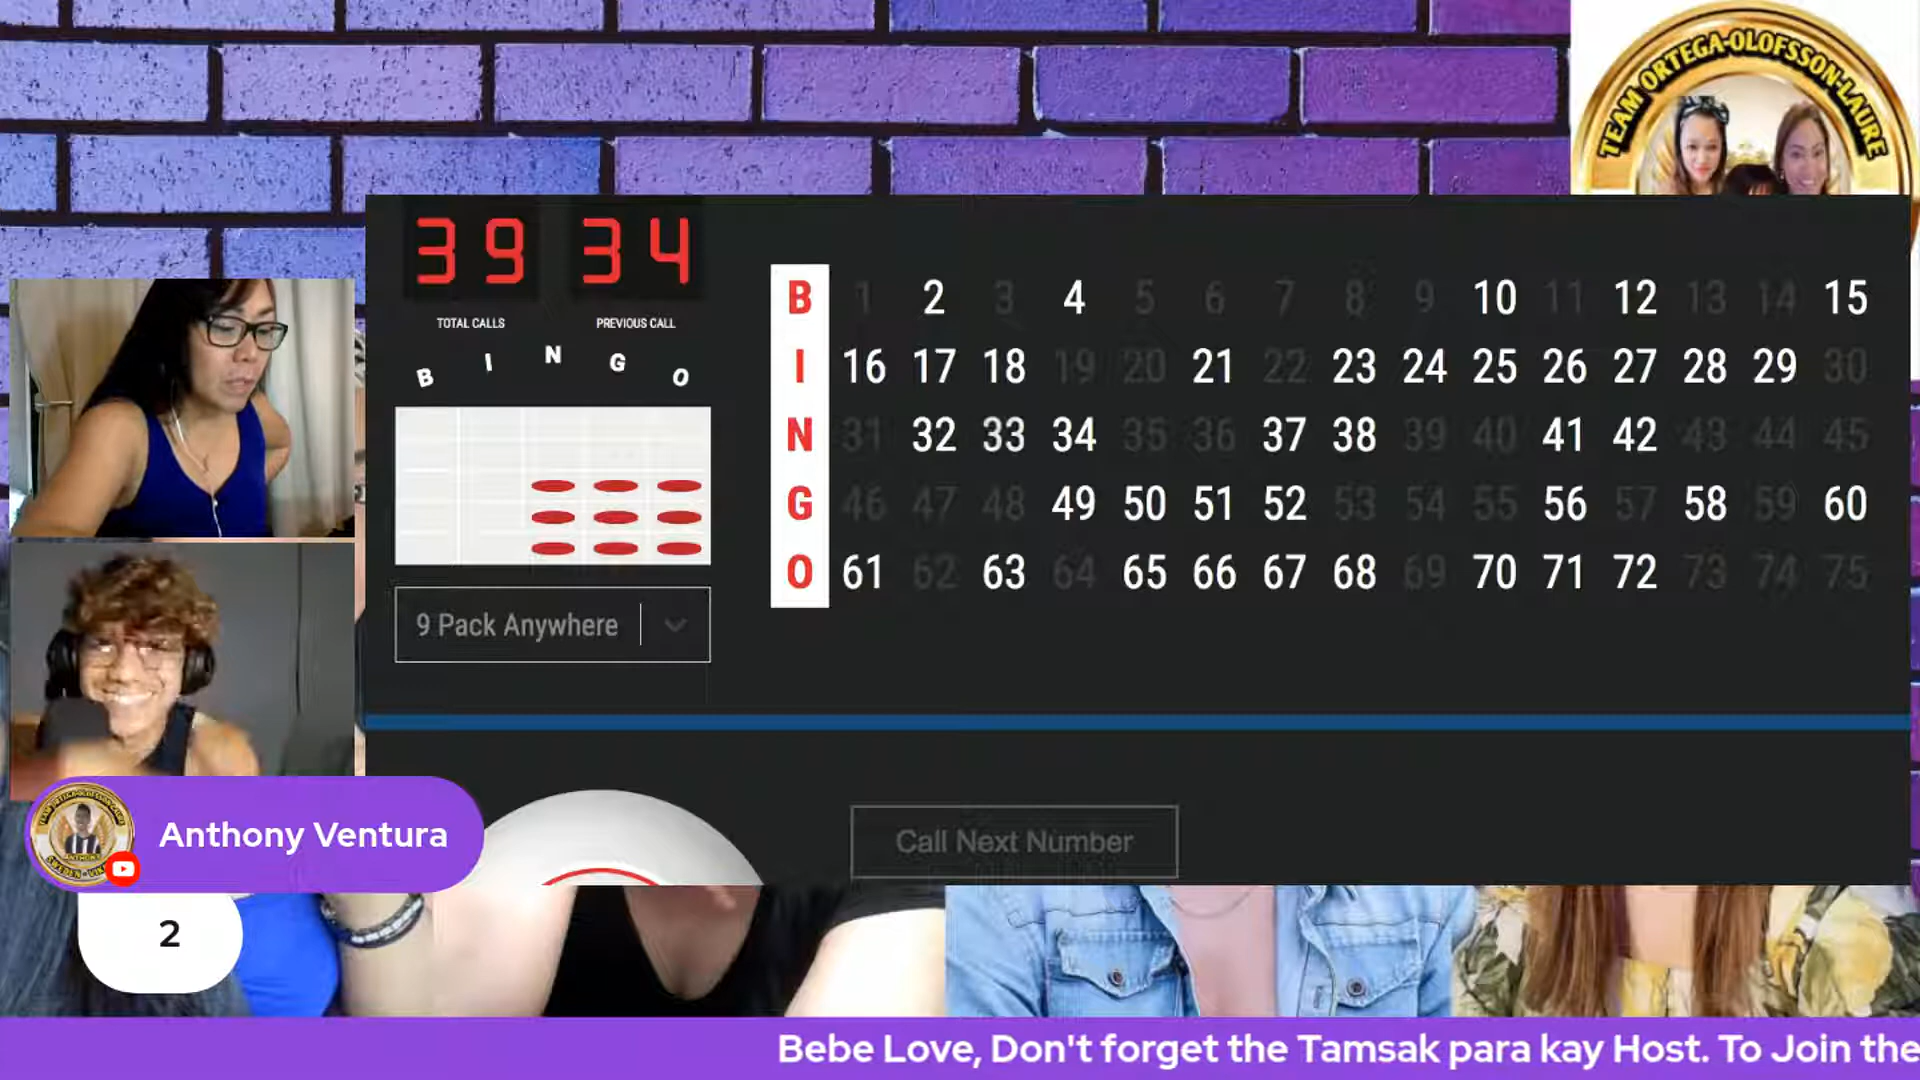 TEAM ORTEGA-OLOFSSON-LAURE
39 34
TOTAL CALLS PREVIOUS CALL
B I N G O
9 Pack Anywhere
B 1 2 3 4 5 6 7 8 9 10 11 12 13 14 15
I 16 17 18 19 20 21 22 23 24 25 26 27 28 29 30
N 31 32 33 34 35 36 37 38 39 40 41 42 43 44 45
G 46 47 48 49 50 51 52 53 54 55 56 57 58 59 60
O 61 62 63 64 65 66 67 68 69 70 71 72 73 74 75
Call Next Number
Anthony Ventura
2
Bebe Love, Don't forget the Tamsak para kay Host. To Join the